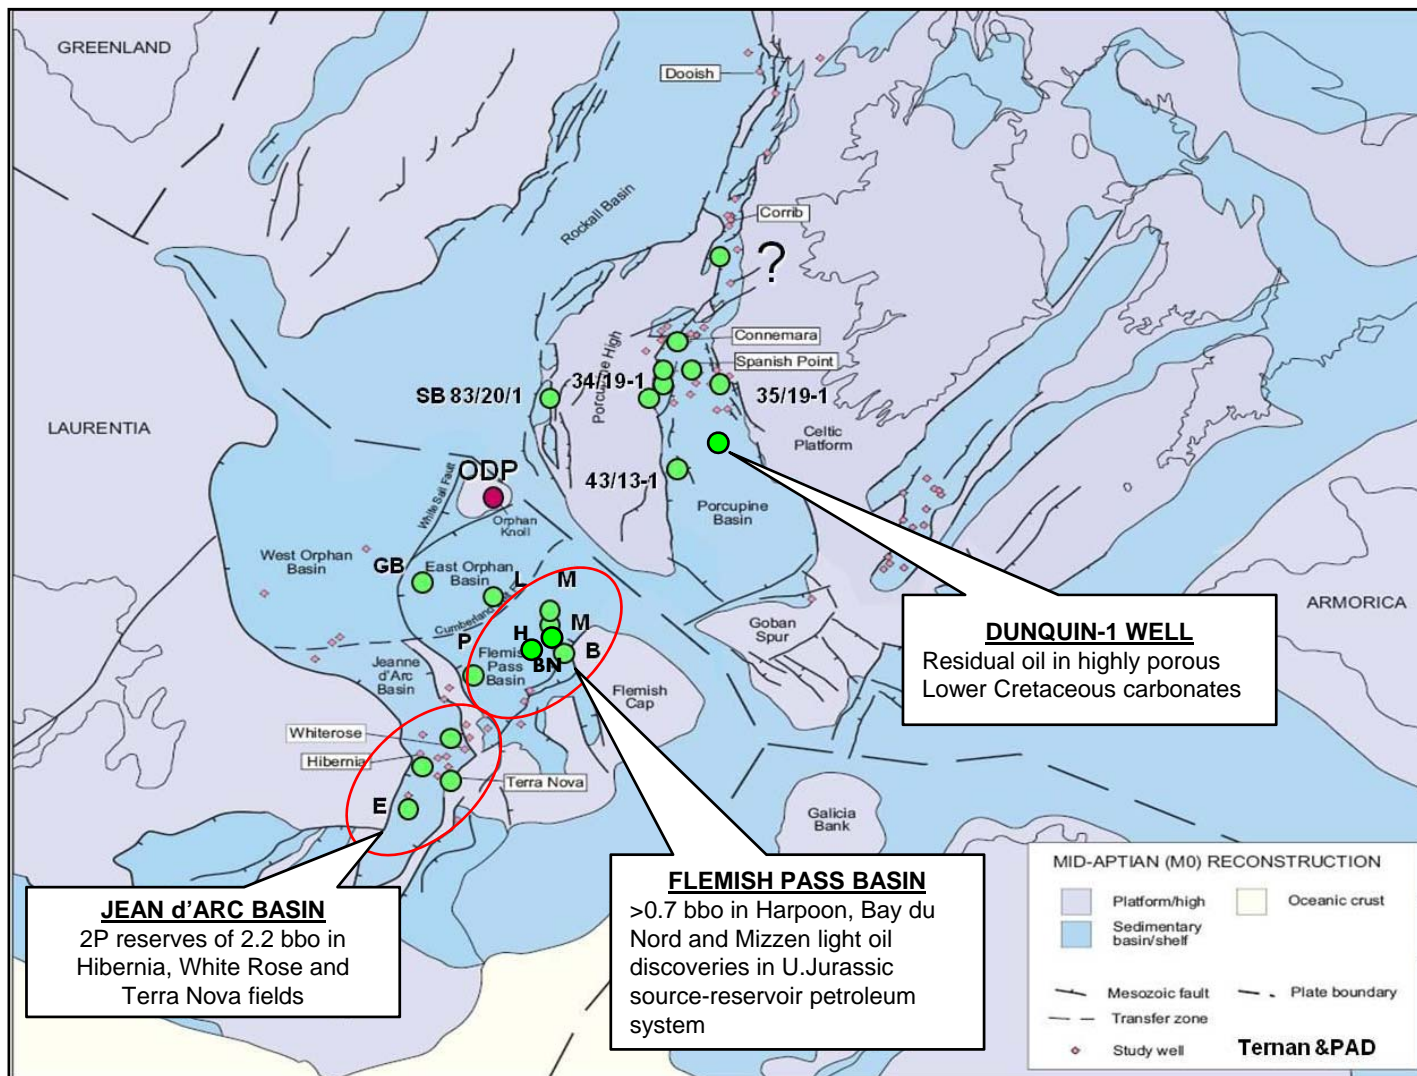 GREENLAND
Dooish
Rockall Basin
Corrib
?
Connemara
Spanish Point
Porcupine High
34/19-1
35/19-1
SB 83/20/1
Celtic
Platform
LAURENTIA
ODP
43/13-1
White Sail Fault
Orphan
Knoll
Porcupine
Basin
West Orphan
Basin
GB
East Orphan
Basin
L
M
Cumberland
ARMORICA
Goban
Spur
DUNQUIN-1 WELL
Residual oil in highly porous
Lower Cretaceous carbonates
P
H
M
B
BN
Flemish
Pass
Basin
Jeanne
d'Arc
Basin
Flemish
Cap
Whiterose
Hibernia
Terra Nova
E
Galicia
Bank
JEAN d’ARC BASIN
2P reserves of 2.2 bbo in
Hibernia, White Rose and
Terra Nova fields
FLEMISH PASS BASIN
>0.7 bbo in Harpoon, Bay du
Nord and Mizzen light oil
discoveries in U.Jurassic
source-reservoir petroleum
system
MID-APTIAN (M0) RECONSTRUCTION
Platform/high
Oceanic crust
Sedimentary
basin/shelf
Mesozoic fault
Plate boundary
Transfer zone
Study well
Ternan &PAD